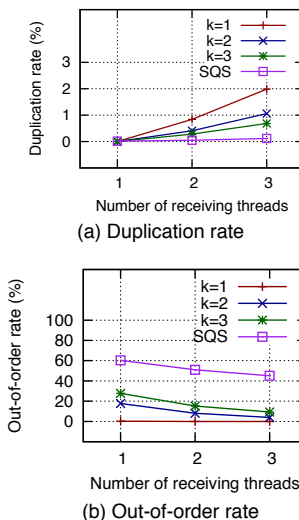 k=1
k=2
k=3
SQS
Duplication rate (%)
3
2
1
0
1 2 3
Number of receiving threads
(a) Duplication rate
k=1
k=2
k=3
SQS
Out-of-order rate (%)
100
80
60
40
20
0
1 2 3
Number of receiving threads
(b) Out-of-order rate